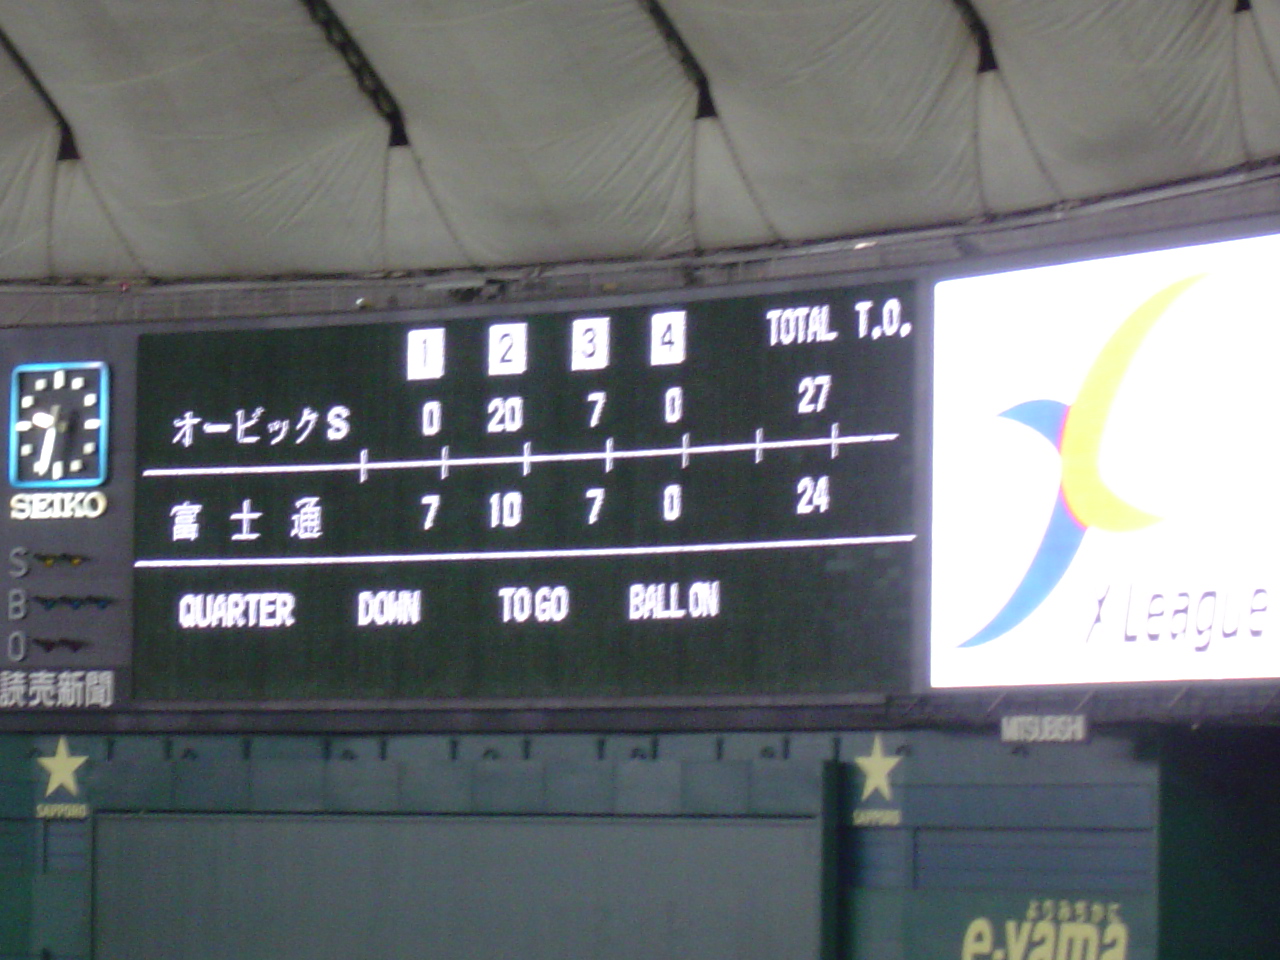 1 2 3 4 TOTAL T.O.
オービックS 0 20 7 0 27
富士通 7 10 7 0 24
QUARTER DOWN TO GO BALL ON
SEIKO
S
B
O
読売新聞
X League
MITSUBISHI
SAPPORO
SAPPORO
e-yama